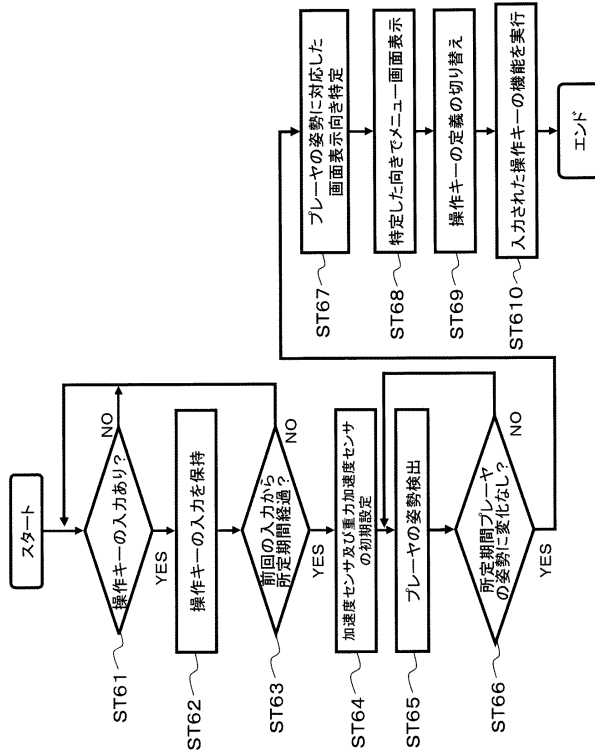 スタート
操作キーの入力あり？
NO
YES
ST61
操作キーの入力を保持
ST62
前回の入力から
所定期間経過？
NO
YES
ST63
加速度センサ及び重力加速度センサ
の初期設定
ST64
プレーヤの姿勢検出
ST65
所定期間プレーヤ
の姿勢に変化なし？
NO
YES
ST66
プレーヤの姿勢に対応した
画面表示向き特定
ST67
特定した向きでメニュー画面表示
ST68
操作キーの定義の切り替え
ST69
入力された操作キーの機能を実行
ST610
エンド